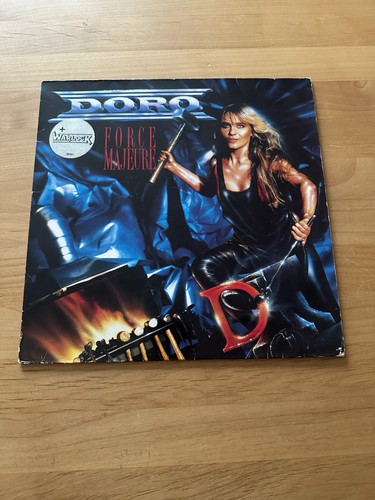 DORO
+
WARLOCK
FORCE
MAJEURE
D